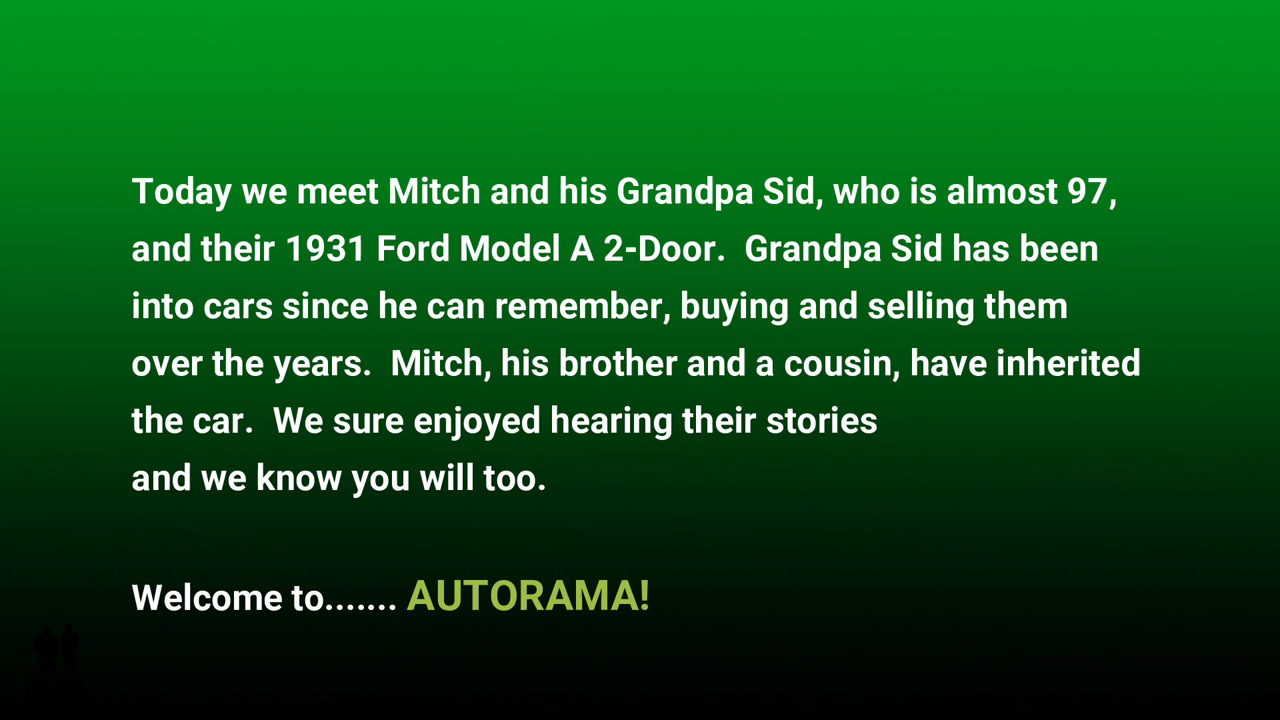 Today we meet Mitch and his Grandpa Sid, who is almost 97,
and their 1931 Ford Model A 2-Door.  Grandpa Sid has been
into cars since he can remember, buying and selling them
over the years.  Mitch, his brother and a cousin, have inherited
the car.  We sure enjoyed hearing their stories
and we know you will too.
Welcome to....... AUTORAMA!